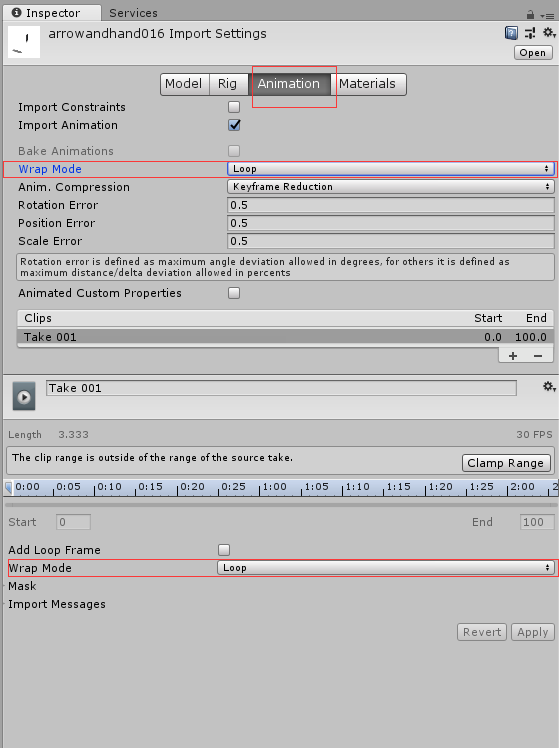 Inspector Services
arrowandhand016 Import Settings
Open
Model Rig Animation Materials
Import Constraints
Import Animation
Bake Animations
Wrap Mode Loop
Anim. Compression Keyframe Reduction
Rotation Error 0.5
Position Error 0.5
Scale Error 0.5
Rotation error is defined as maximum angle deviation allowed in degrees, for others it is defined as
maximum distance/delta deviation allowed in percents
Animated Custom Properties
Clips Start End
Take 001 0.0 100.0
+ −
Take 001
Length 3.333 30 FPS
The clip range is outside of the range of the source take. Clamp Range
0:00 0:05 0:10 0:15 0:20 0:25 1:00 1:05 1:10 1:15 1:20 1:25 2:00 2
Start 0 End 100
Add Loop Frame
Wrap Mode Loop
Mask
Import Messages
Revert Apply